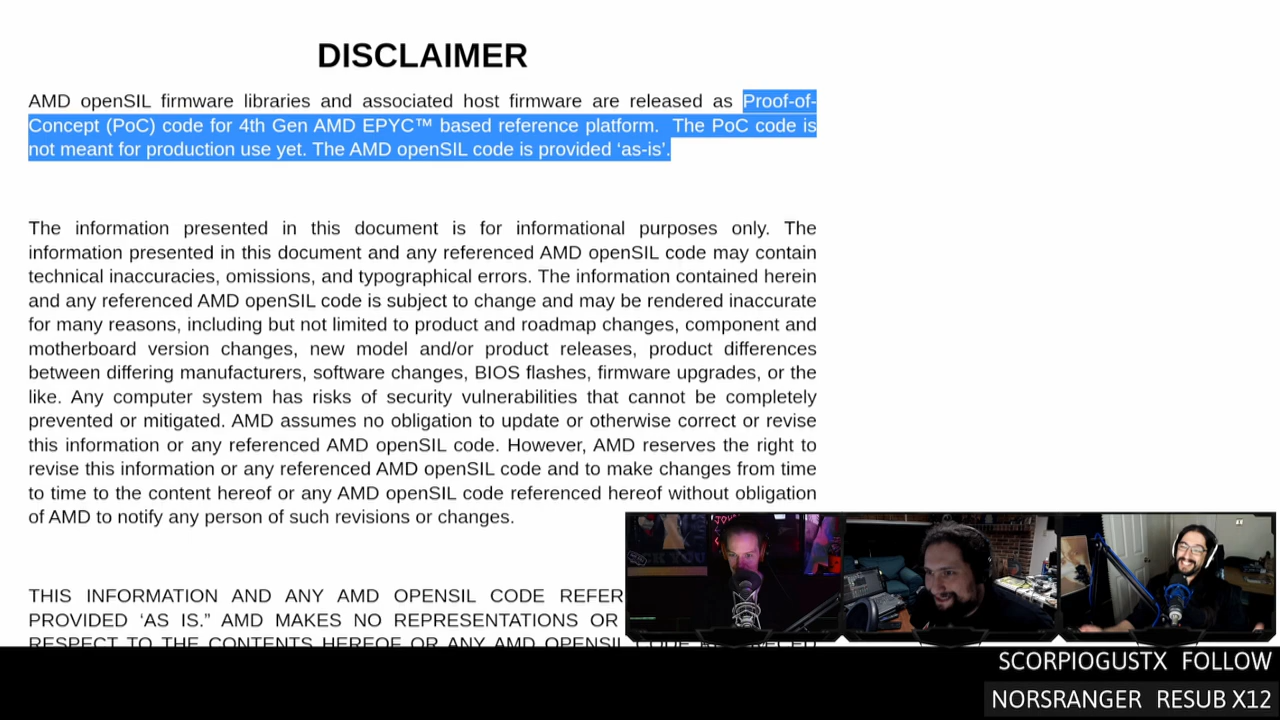 DISCLAIMER
AMD openSIL firmware libraries and associated host firmware are released as Proof-of-
Concept (PoC) code for 4th Gen AMD EPYC™ based reference platform.  The PoC code is
not meant for production use yet. The AMD openSIL code is provided ‘as-is’.
The information presented in this document is for informational purposes only. The
information presented in this document and any referenced AMD openSIL code may contain
technical inaccuracies, omissions, and typographical errors. The information contained herein
and any referenced AMD openSIL code is subject to change and may be rendered inaccurate
for many reasons, including but not limited to product and roadmap changes, component and
motherboard version changes, new model and/or product releases, product differences
between differing manufacturers, software changes, BIOS flashes, firmware upgrades, or the
like. Any computer system has risks of security vulnerabilities that cannot be completely
prevented or mitigated. AMD assumes no obligation to update or otherwise correct or revise
this information or any referenced AMD openSIL code. However, AMD reserves the right to
revise this information or any referenced AMD openSIL code and to make changes from time
to time to the content hereof or any AMD openSIL code referenced hereof without obligation
of AMD to notify any person of such revisions or changes.
THIS INFORMATION AND ANY AMD OPENSIL CODE REFER
PROVIDED ‘AS IS.” AMD MAKES NO REPRESENTATIONS OR
RESPECT TO THE CONTENTS HEREOF OR ANY AMD OPENSIL CODE
SCORPIOGUSTX FOLLOW
NORSRANGER RESUB X12